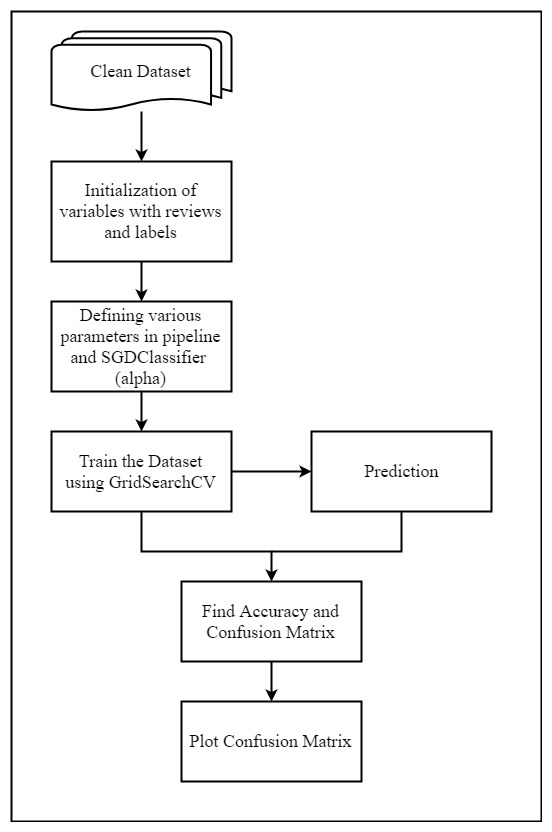 Clean Dataset
Initialization of
variables with reviews
and labels
Defining various
parameters in pipeline
and SGDClassifier
(alpha)
Train the Dataset
using GridSearchCV
Prediction
Find Accuracy and
Confusion Matrix
Plot Confusion Matrix